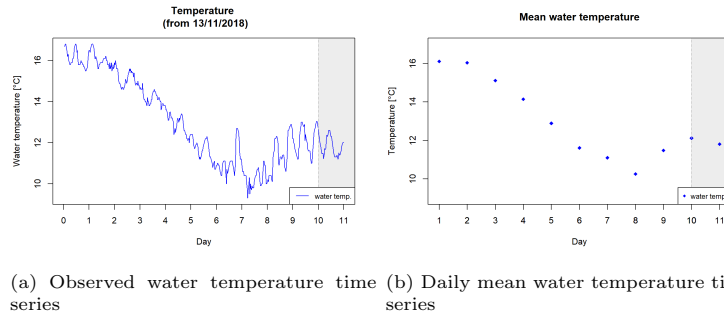 Temperature
(from 13/11/2018)
Water temperature [°C]
16
14
12
10
0 1 2 3 4 5 6 7 8 9 10 11
Day
water temp.
Mean water temperature
Temperature [°C]
16
14
12
10
1 2 3 4 5 6 7 8 9 10 11
Day
water temp
(a) Observed water temperature time
series
(b) Daily mean water temperature ti
series